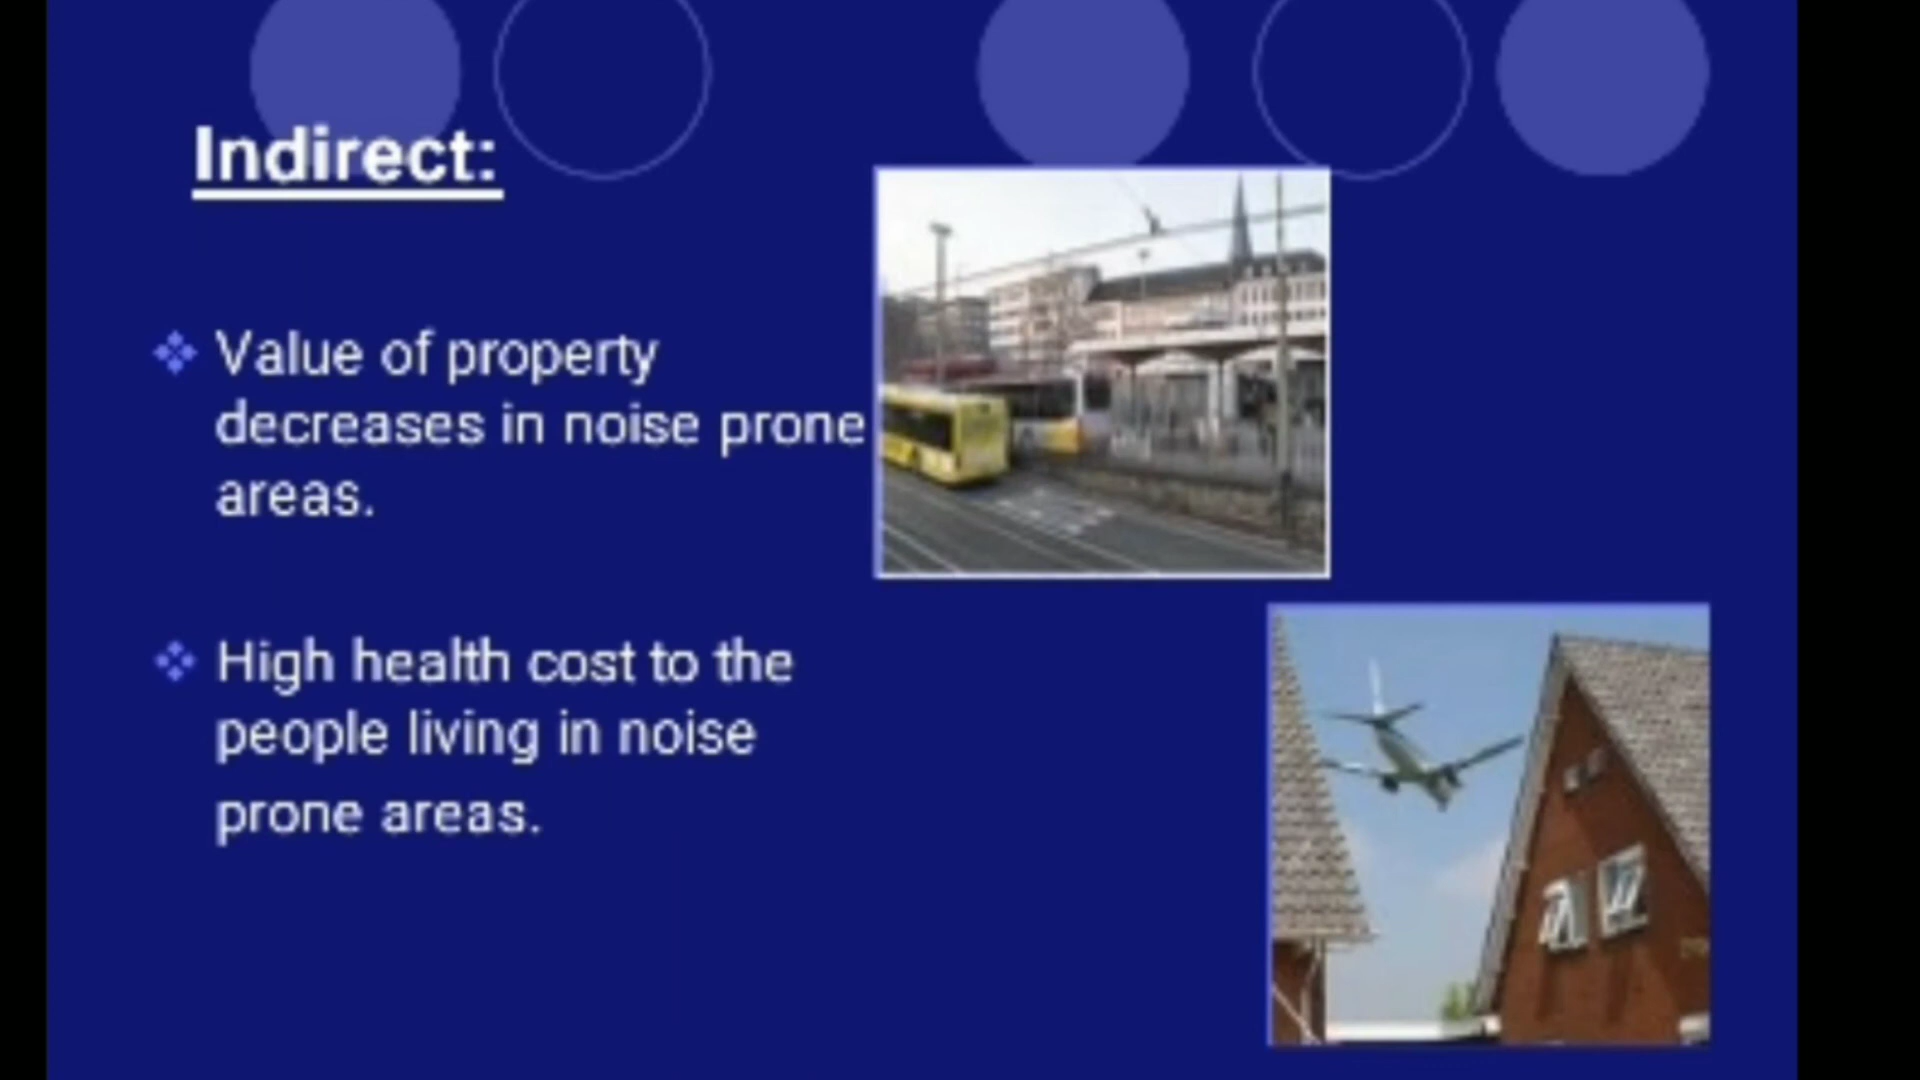 Indirect:
Value of property
decreases in noise prone
areas.
High health cost to the
people living in noise
prone areas.